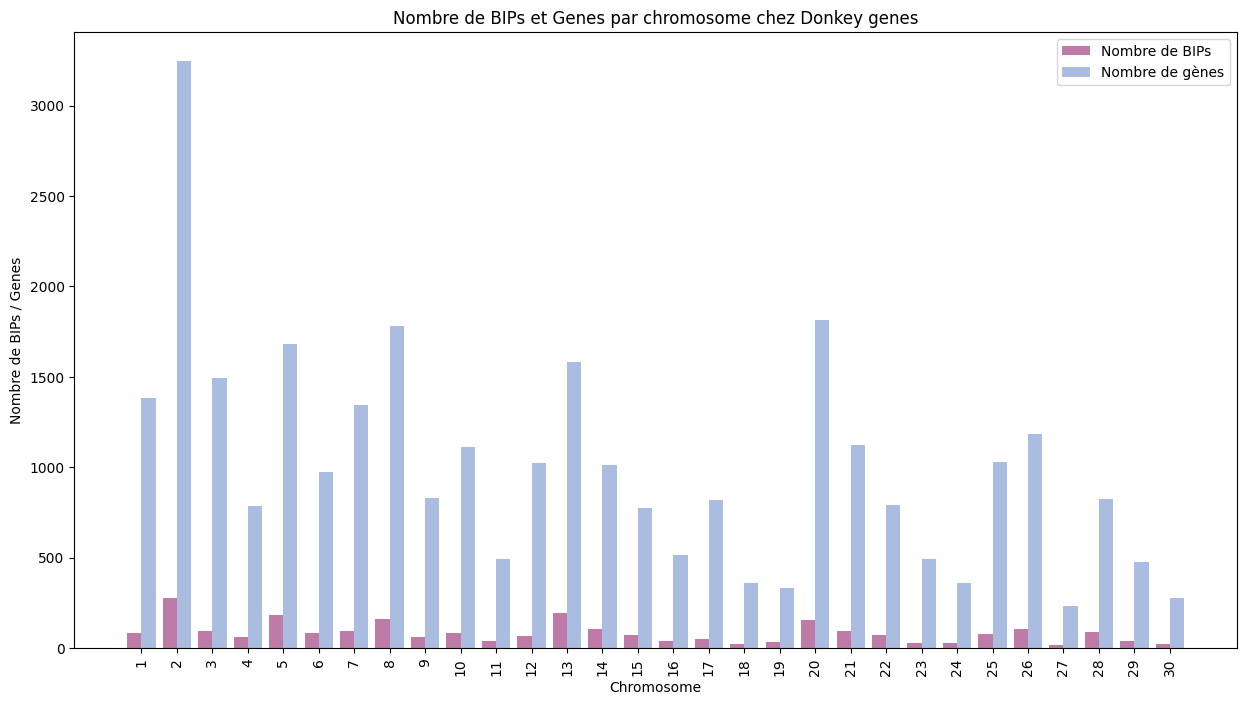 Nombre de BIPs et Genes par chromosome chez Donkey genes
Nombre de BIPs
Nombre de gènes
Nombre de BIPs / Genes
3000
2500
2000
1500
1000
500
0
1 2 3 4 5 6 7 8 9 10 11 12 13 14 15 16 17 18 19 20 21 22 23 24 25 26 27 28 29 30
Chromosome